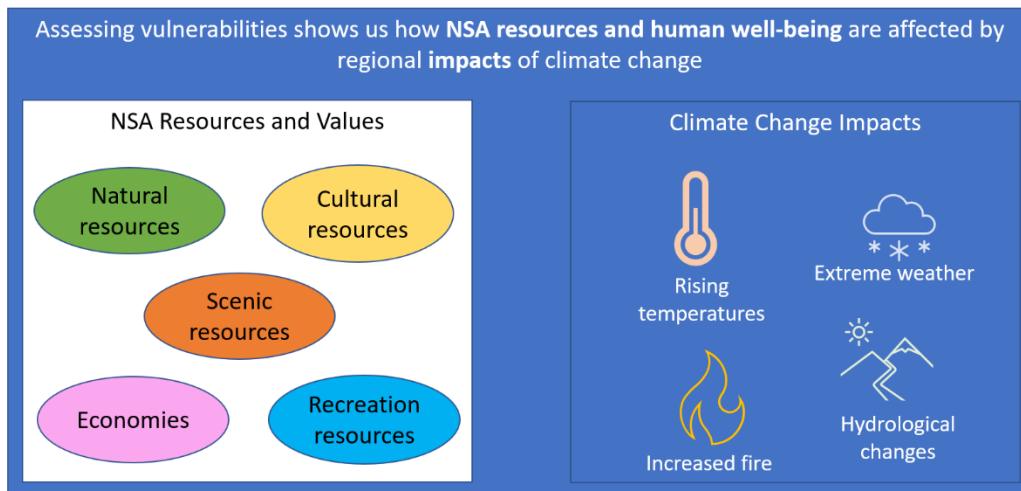 Assessing vulnerabilities shows us how NSA resources and human well-being are affected by
regional impacts of climate change
NSA Resources and Values
Natural
resources
Cultural
resources
Scenic
resources
Economies
Recreation
resources
Climate Change Impacts
Rising
temperatures
Extreme weather
Increased fire
Hydrological
changes